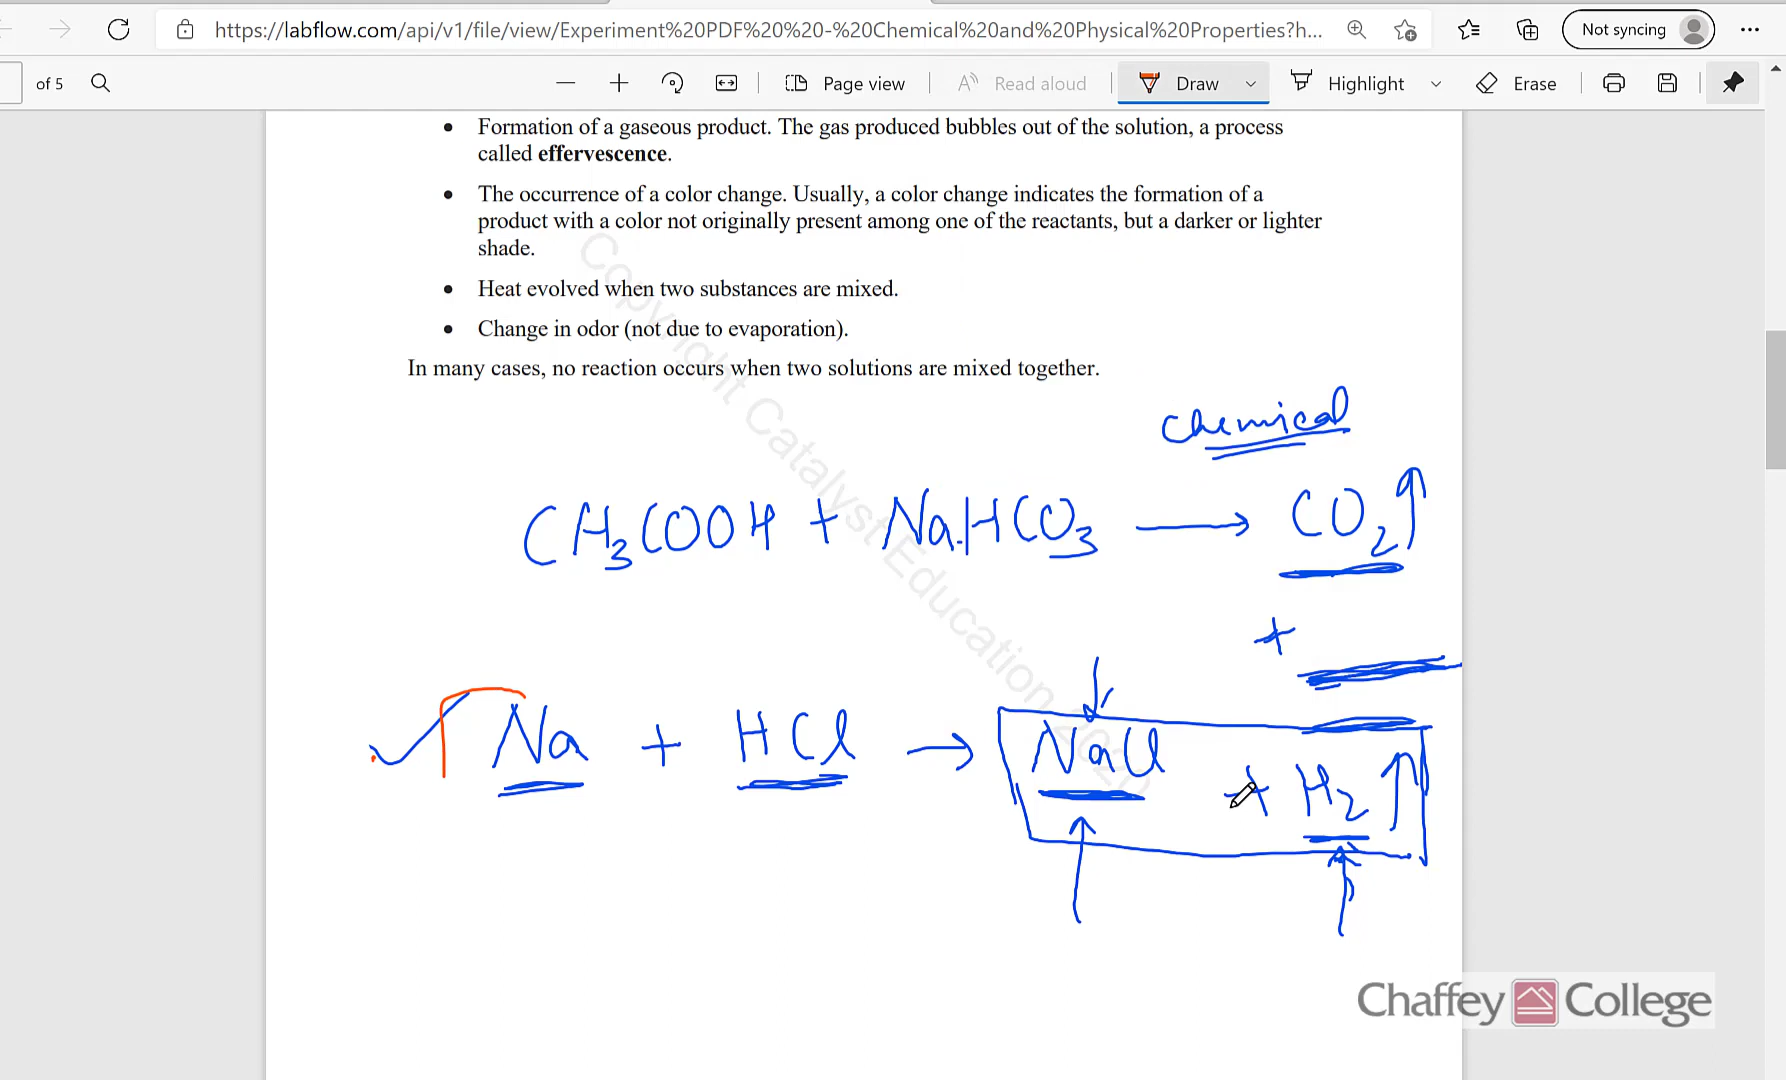 https://labflow.com/api/v1/file/view/Experiment%20PDF%20%20-%20Chemical%20and%20Physical%20Properties?h...
Not syncing
of 5
Page view
Read aloud
Draw
Highlight
Erase
• Formation of a gaseous product. The gas produced bubbles out of the solution, a process
called effervescence.
• The occurrence of a color change. Usually, a color change indicates the formation of a
product with a color not originally present among one of the reactants, but a darker or lighter
shade.
• Heat evolved when two substances are mixed.
• Change in odor (not due to evaporation).
In many cases, no reaction occurs when two solutions are mixed together.
Chemical
CH3COOH + NaHCO3 → CO2↑
+
Na + HCl → NaCl + H2↑
Chaffey College
Copyright Catalyst Education 202